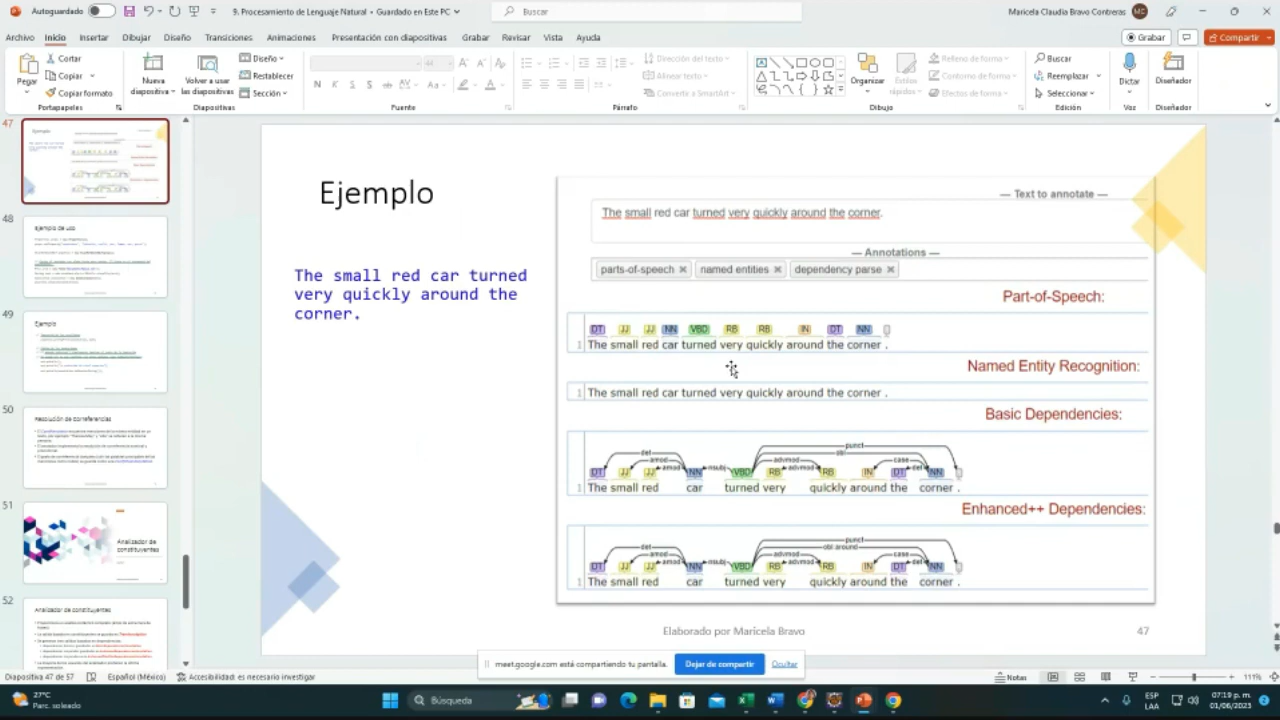 Autoguardado
9. Procesamiento de Lenguaje Natural • Guardado en Este PC
Buscar
Maricela Claudia Bravo Contreras
MC
Archivo Inicio Insertar Dibujar Diseño Transiciones Animaciones Presentación con diapositivas Grabar Revisar Vista Ayuda
Grabar
Compartir
Pegar
Cortar
Copiar
Copiar formato
Portapapeles
Nueva diapositiva
Volver a usar las diapositivas
Diseño
Restablecer
Sección
Diapositivas
Fuente
Dirección del texto
Alinear texto
Convertir a SmartArt
Párrafo
Organizar
Estilos rápidos
Relleno de forma
Contorno de forma
Efectos de forma
Dibujo
Buscar
Reemplazar
Seleccionar
Edición
Dictar
Voz
Diseñador
Diseñador
47
Ejemplo
48
Ejemplo de uso
49
Ejemplo
50
Resolución de correferencias
51
Analizador de constituyentes
52
Analizador de constituyentes
Ejemplo
The small red car turned
very quickly around the
corner.
— Text to annotate —
The small red car turned very quickly around the corner.
— Annotations —
parts-of-speech × named entities dependency parse ×
Part-of-Speech:
DT JJ JJ NN VBD RB IN DT NN
1 The small red car turned very quickly around the corner .
Named Entity Recognition:
1 The small red car turned very quickly around the corner .
Basic Dependencies:
punct
det obl
amod advmod case
amod nsubj advmod det
DT JJ JJ NN VBD RB RB IN DT NN
1 The small red car turned very quickly around the corner .
Enhanced++ Dependencies:
punct
det obl:around
amod advmod case
amod nsubj advmod det
DT JJ JJ NN VBD RB RB IN DT NN
1 The small red car turned very quickly around the corner .
Elaborado por Maricela Bravo
47
meet.google.com está compartiendo tu pantalla.
Dejar de compartir
Ocultar
Diapositiva 47 de 57
Español (México)
Accesibilidad: es necesario investigar
Notas
111%
27°C
Parc. soleado
Búsqueda
ESP
LAA
07:19 p. m.
01/06/2023